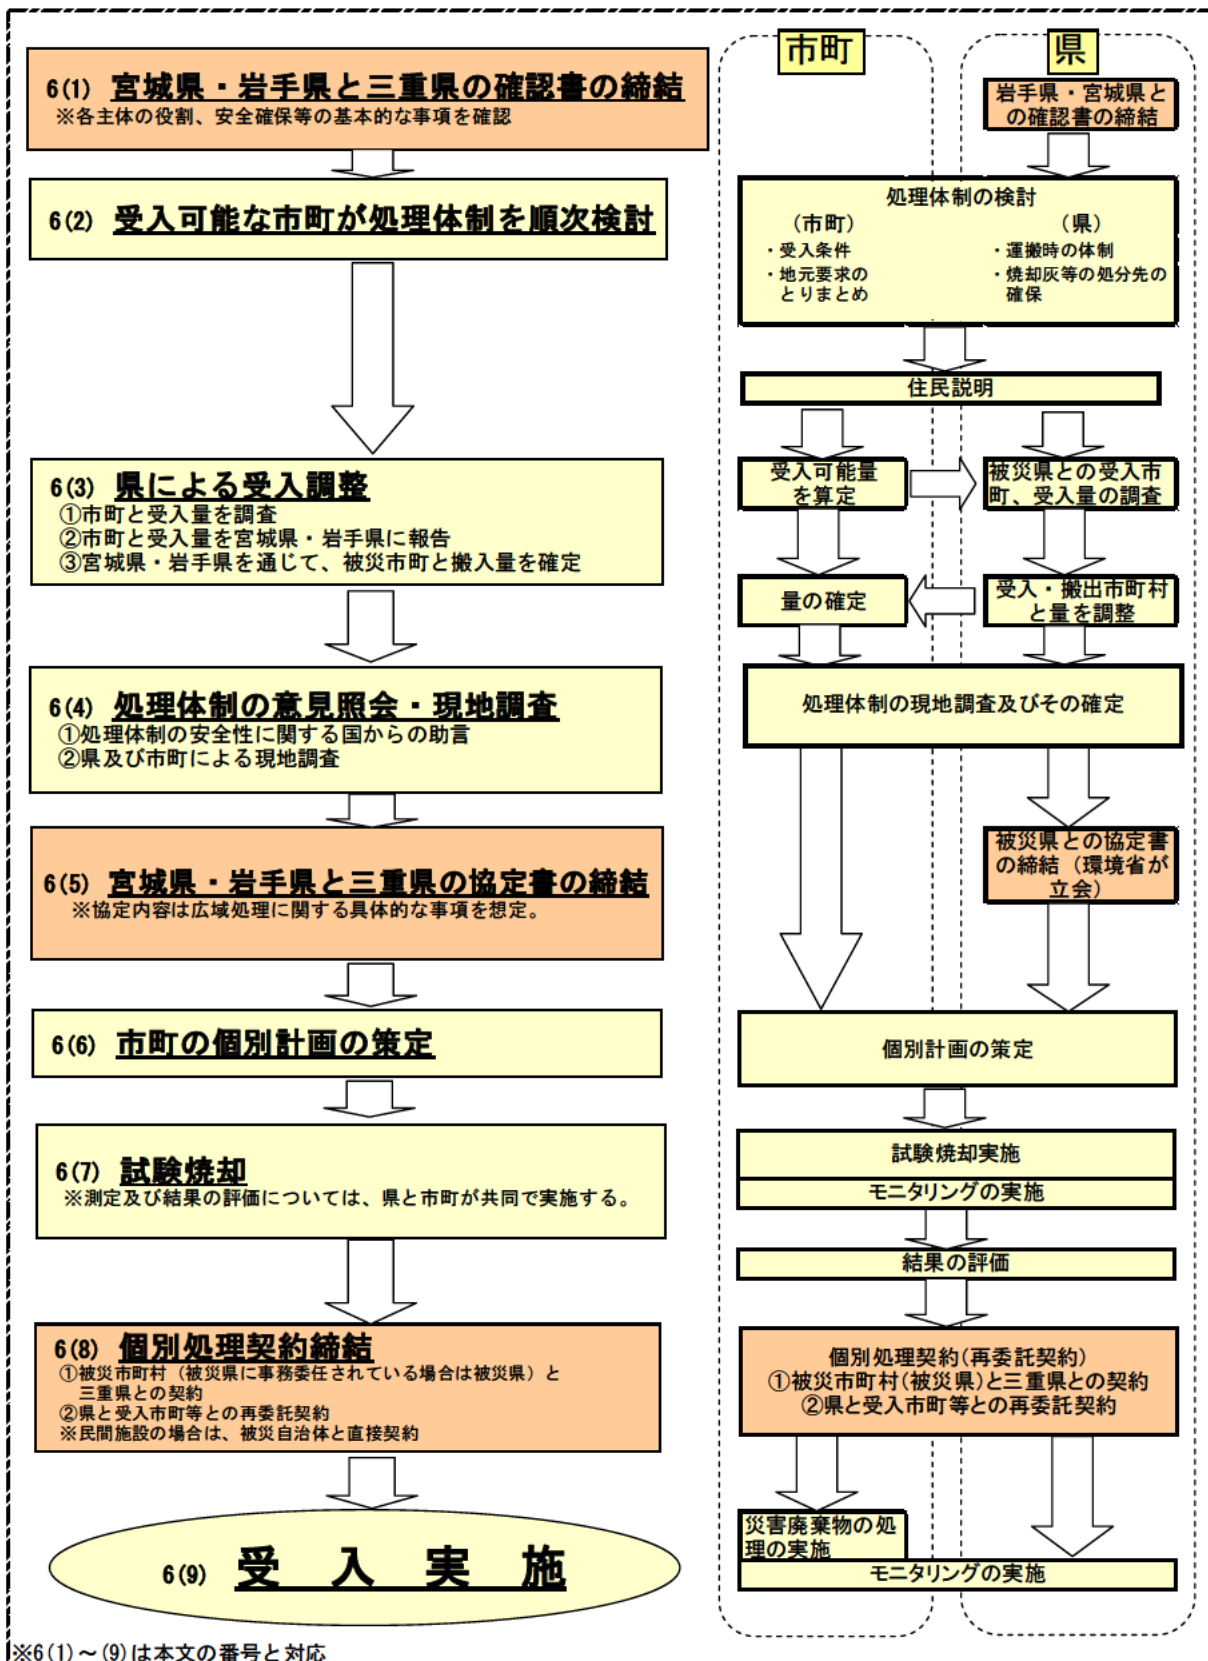 6(1) 宮城県・岩手県と三重県の確認書の締結
※各主体の役割、安全確保等の基本的な事項を確認
6(2) 受入可能な市町が処理体制を順次検討
6(3) 県による受入調整
①市町と受入量を調査
②市町と受入量を宮城県・岩手県に報告
③宮城県・岩手県を通じて、被災市町と搬入量を確定
6(4) 処理体制の意見照会・現地調査
①処理体制の安全性に関する国からの助言
②県及び市町による現地調査
6(5) 宮城県・岩手県と三重県の協定書の締結
※協定内容は広域処理に関する具体的な事項を想定。
6(6) 市町の個別計画の策定
6(7) 試験焼却
※測定及び結果の評価については、県と市町が共同で実施する。
6(8) 個別処理契約締結
①被災市町村（被災県に事務委任されている場合は被災県）と
三重県との契約
②県と受入市町等との再委託契約
※民間施設の場合は、被災自治体と直接契約
6(9) 受入実施
※6(1)～(9)は本文の番号と対応
市町
県
岩手県・宮城県と
の確認書の締結
処理体制の検討
（市町）
・受入条件
・地元要求の
とりまとめ
（県）
・運搬時の体制
・焼却灰等の処分先の
確保
住民説明
受入可能量
を算定
被災県との受入市
町、受入量の調査
量の確定
受入・搬出市町村
と量を調整
処理体制の現地調査及びその確定
被災県との協定書
の締結（環境省が
立会）
個別計画の策定
試験焼却実施
モニタリングの実施
結果の評価
個別処理契約(再委託契約)
①被災市町村(被災県)と三重県との契約
②県と受入市町等との再委託契約
災害廃棄物の処
理の実施
モニタリングの実施